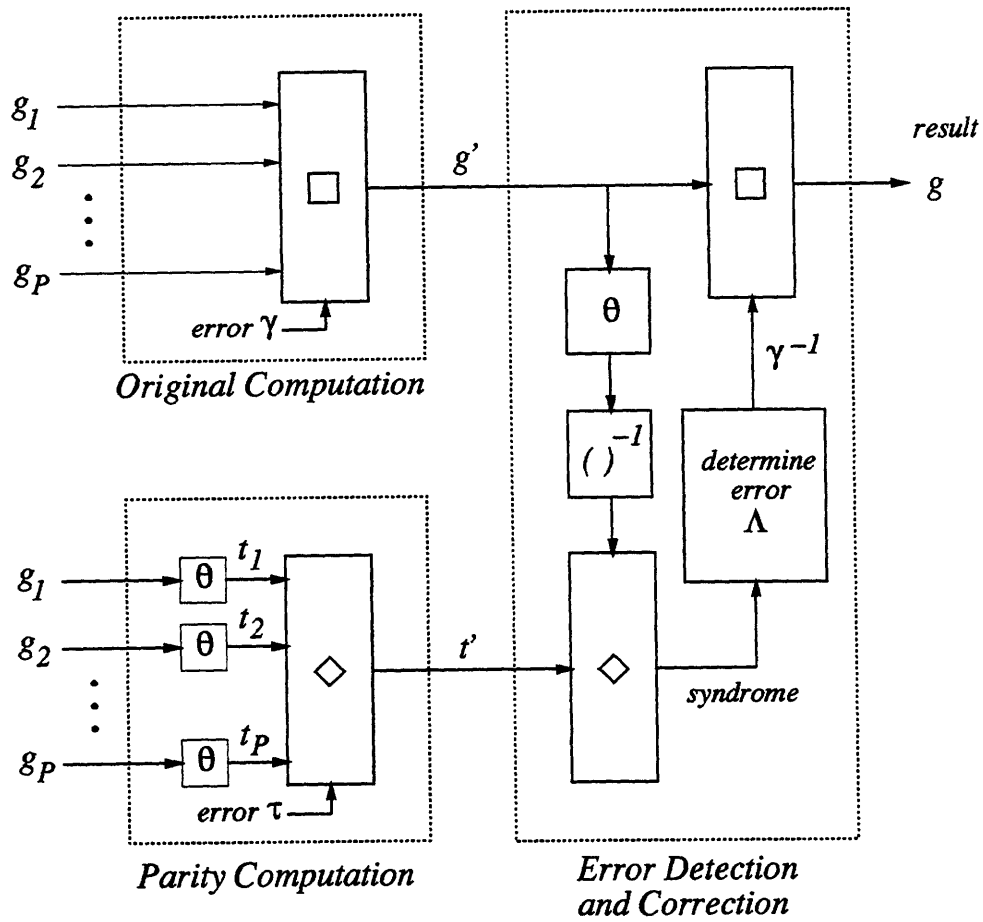 g1
g2
gP
□
error γ
g'
Original Computation
θ
( )^-1
□
result
g
γ^-1
determine
error
Λ
g1
g2
gP
θ
θ
θ
t1
t2
tP
◇
error τ
t'
Parity Computation
◇
syndrome
Error Detection
and Correction